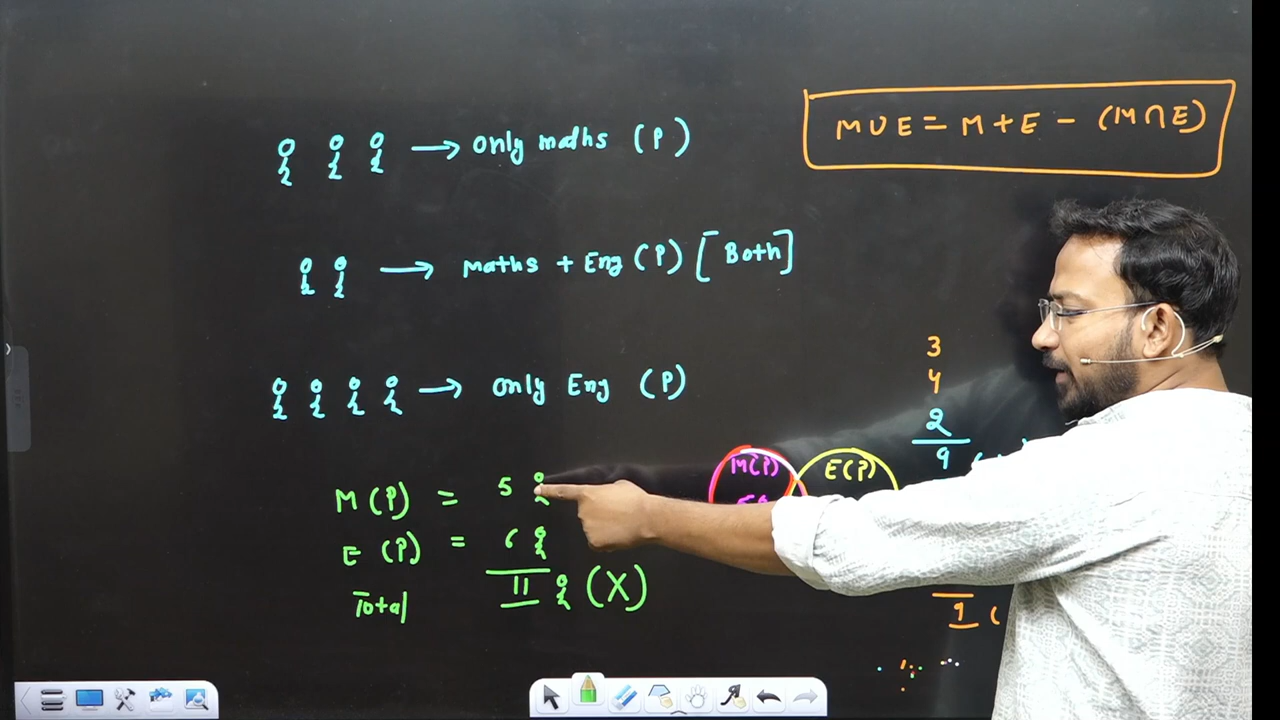 M∪E = M+E - (M∩E)
→ only maths (P)
→ maths + Eng (P) [Both]
→ only Eng (P)
3
4
2
9
M(P) E(P)
M (P) = 5
E (P) = 6
Total 11 (X)
9 (